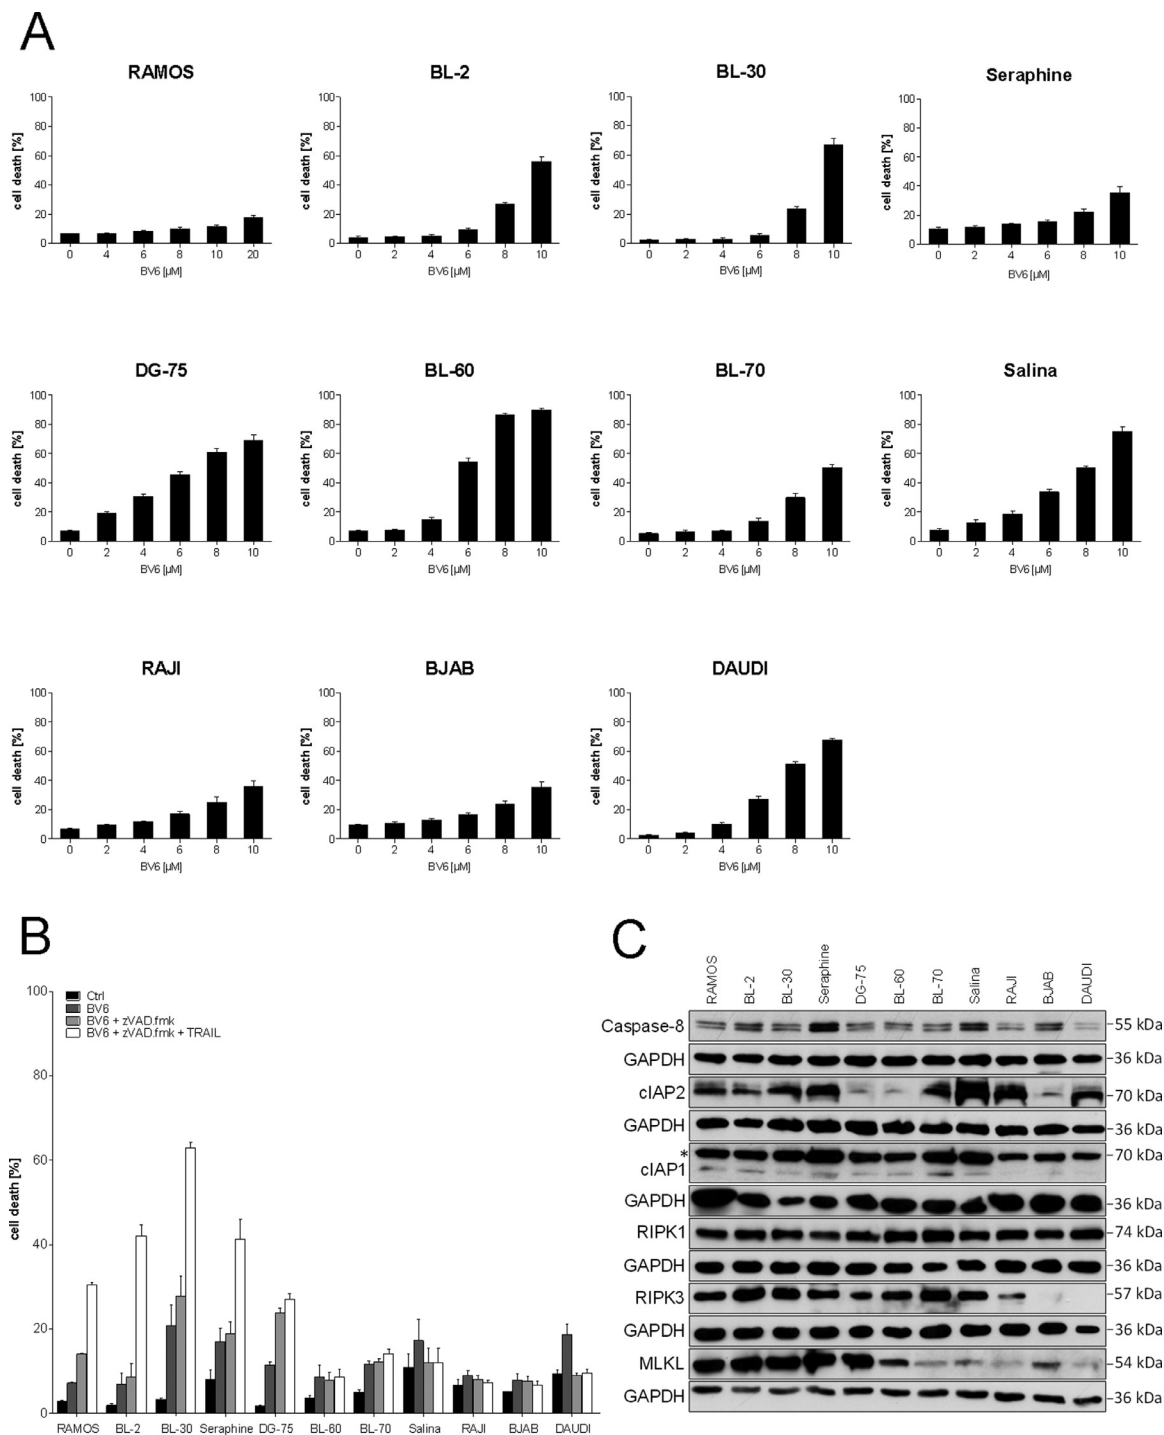 A
RAMOS
BL-2
BL-30
Seraphine
cell death [%]
100
80
60
40
20
0
0 4 6 8 10 20
BV6 [µM]
cell death [%]
100
80
60
40
20
0
0 2 4 6 8 10
BV6 [µM]
cell death [%]
100
80
60
40
20
0
0 2 4 6 8 10
BV6 [µM]
cell death [%]
100
80
60
40
20
0
0 2 4 6 8 10
BV6 [µM]
DG-75
BL-60
BL-70
Salina
cell death [%]
100
80
60
40
20
0
0 2 4 6 8 10
BV6 [µM]
cell death [%]
100
80
60
40
20
0
0 2 4 6 8 10
BV6 [µM]
cell death [%]
100
80
60
40
20
0
0 2 4 6 8 10
BV6 [µM]
cell death [%]
100
80
60
40
20
0
0 2 4 6 8 10
BV6 [µM]
RAJI
BJAB
DAUDI
cell death [%]
100
80
60
40
20
0
0 2 4 6 8 10
BV6 [µM]
cell death [%]
100
80
60
40
20
0
0 2 4 6 8 10
BV6 [µM]
cell death [%]
100
80
60
40
20
0
0 2 4 6 8 10
BV6 [µM]
B
Ctrl
BV6
BV6 + zVAD.fmk
BV6 + zVAD.fmk + TRAIL
cell death [%]
100
80
60
40
20
0
RAMOS BL-2 BL-30 Seraphine DG-75 BL-60 BL-70 Salina RAJI BJAB DAUDI
C
RAMOS BL-2 BL-30 Seraphine DG-75 BL-60 BL-70 Salina RAJI BJAB DAUDI
Caspase-8 55 kDa
GAPDH 36 kDa
cIAP2 70 kDa
GAPDH 36 kDa
* 70 kDa
cIAP1
GAPDH 36 kDa
RIPK1 74 kDa
GAPDH 36 kDa
RIPK3 57 kDa
GAPDH 36 kDa
MLKL 54 kDa
GAPDH 36 kDa